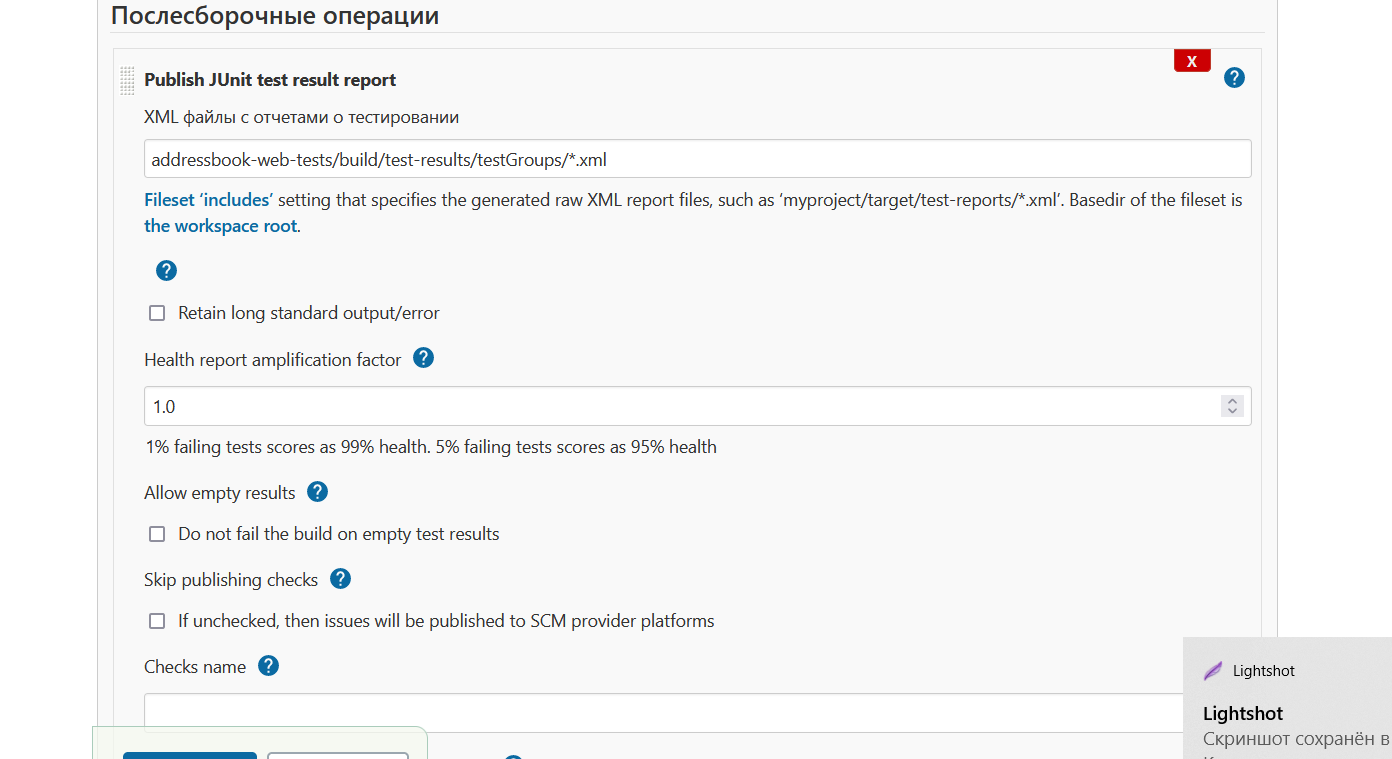 Послесборочные операции
X
Publish JUnit test result report
?
XML файлы с отчетами о тестировании
addressbook-web-tests/build/test-results/testGroups/*.xml
Fileset ‘includes’ setting that specifies the generated raw XML report files, such as ‘myproject/target/test-reports/*.xml’. Basedir of the fileset is
the workspace root.
?
Retain long standard output/error
Health report amplification factor ?
1.0
1% failing tests scores as 99% health. 5% failing tests scores as 95% health
Allow empty results ?
Do not fail the build on empty test results
Skip publishing checks ?
If unchecked, then issues will be published to SCM provider platforms
Checks name ?
Lightshot
Lightshot
Скриншот сохранён в